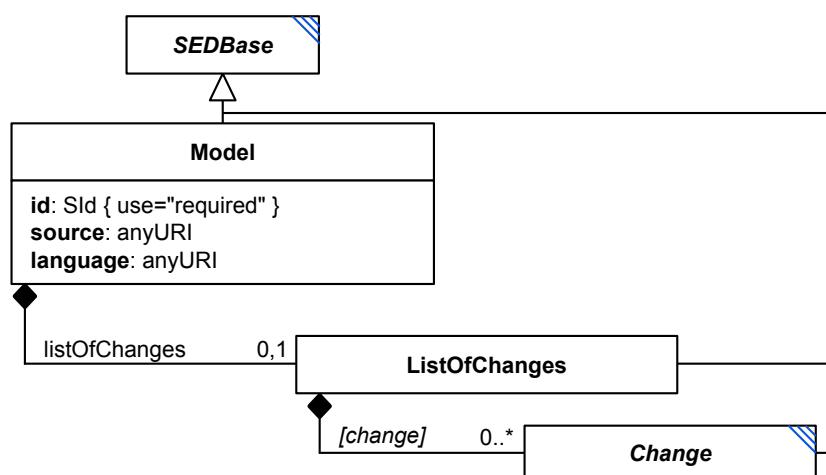 SEDBase
Model
id: SId { use="required" }
source: anyURI
language: anyURI
listOfChanges 0,1
ListOfChanges
[change] 0..*
Change